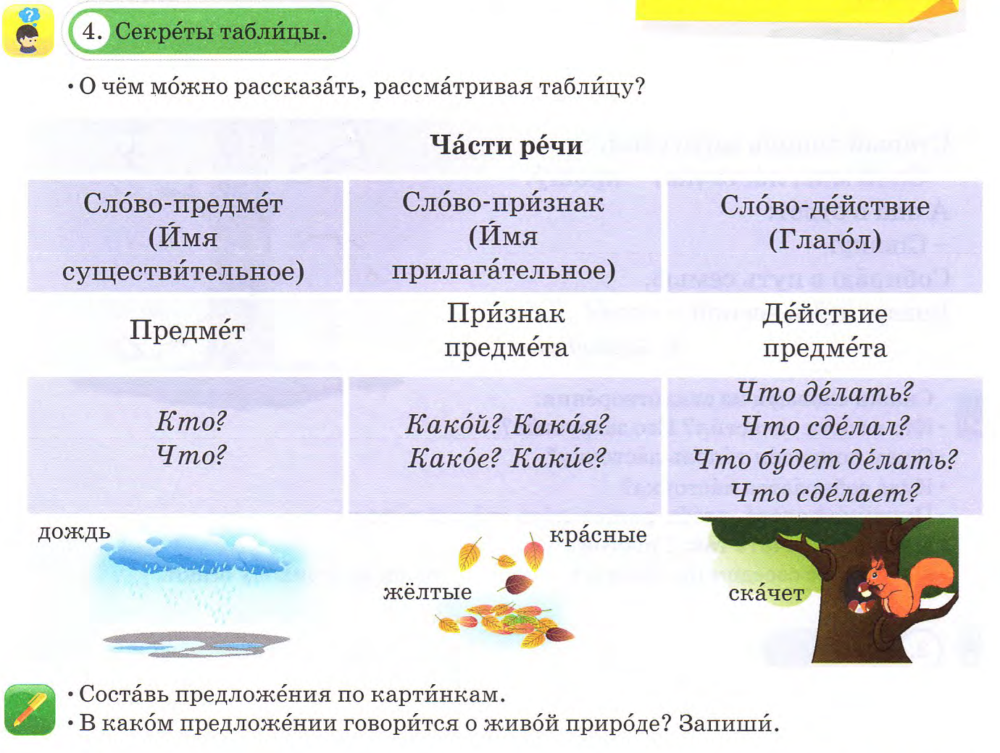 4. Секре́ты табли́цы.
• О чём мо́жно рассказа́ть, рассма́тривая табли́цу?
Ча́сти ре́чи
Сло́во-предме́т
(И́мя
существи́тельное)
Сло́во-при́знак
(И́мя
прилага́тельное)
Сло́во-де́йствие
(Глаго́л)
Предме́т
При́знак
предме́та
Де́йствие
предме́та
Кто?
Что?
Како́й? Кака́я?
Како́е? Каки́е?
Что де́лать?
Что сде́лал?
Что бу́дет де́лать?
Что сде́лает?
дождь
кра́сные
жёлтые
ска́чет
• Соста́вь предложе́ния по карти́нкам.
• В како́м предложе́нии говори́тся о живо́й приро́де? Запиши́.